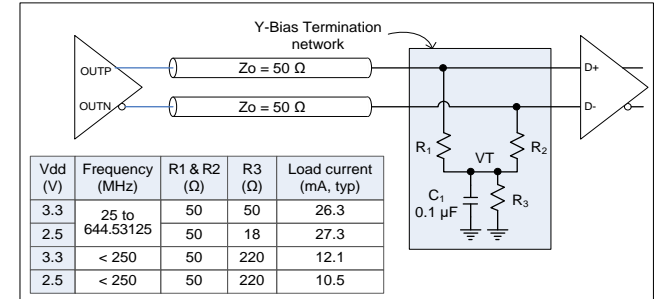 Y-Bias Termination
network
OUTP
OUTN
Zo = 50 Ω
Zo = 50 Ω
D+
D-
R1
VT
R2
C1
0.1 µF
R3
Vdd (V) Frequency (MHz) R1 & R2 (Ω) R3 (Ω) Load current (mA, typ)
3.3 25 to 644.53125 50 50 26.3
2.5 50 18 27.3
3.3 < 250 50 220 12.1
2.5 < 250 50 220 10.5